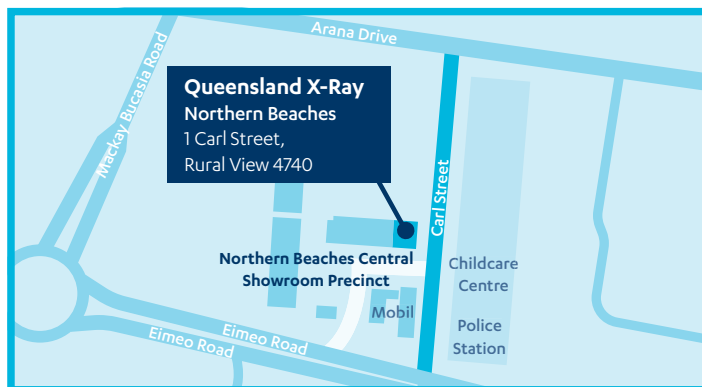 Arana Drive
Mackay Bucasia Road
Queensland X-Ray
Northern Beaches
1 Carl Street,
Rural View 4740
Carl Street
Northern Beaches Central
Showroom Precinct
Childcare
Centre
Mobil
Police
Station
Eimeo Road
Eimeo Road